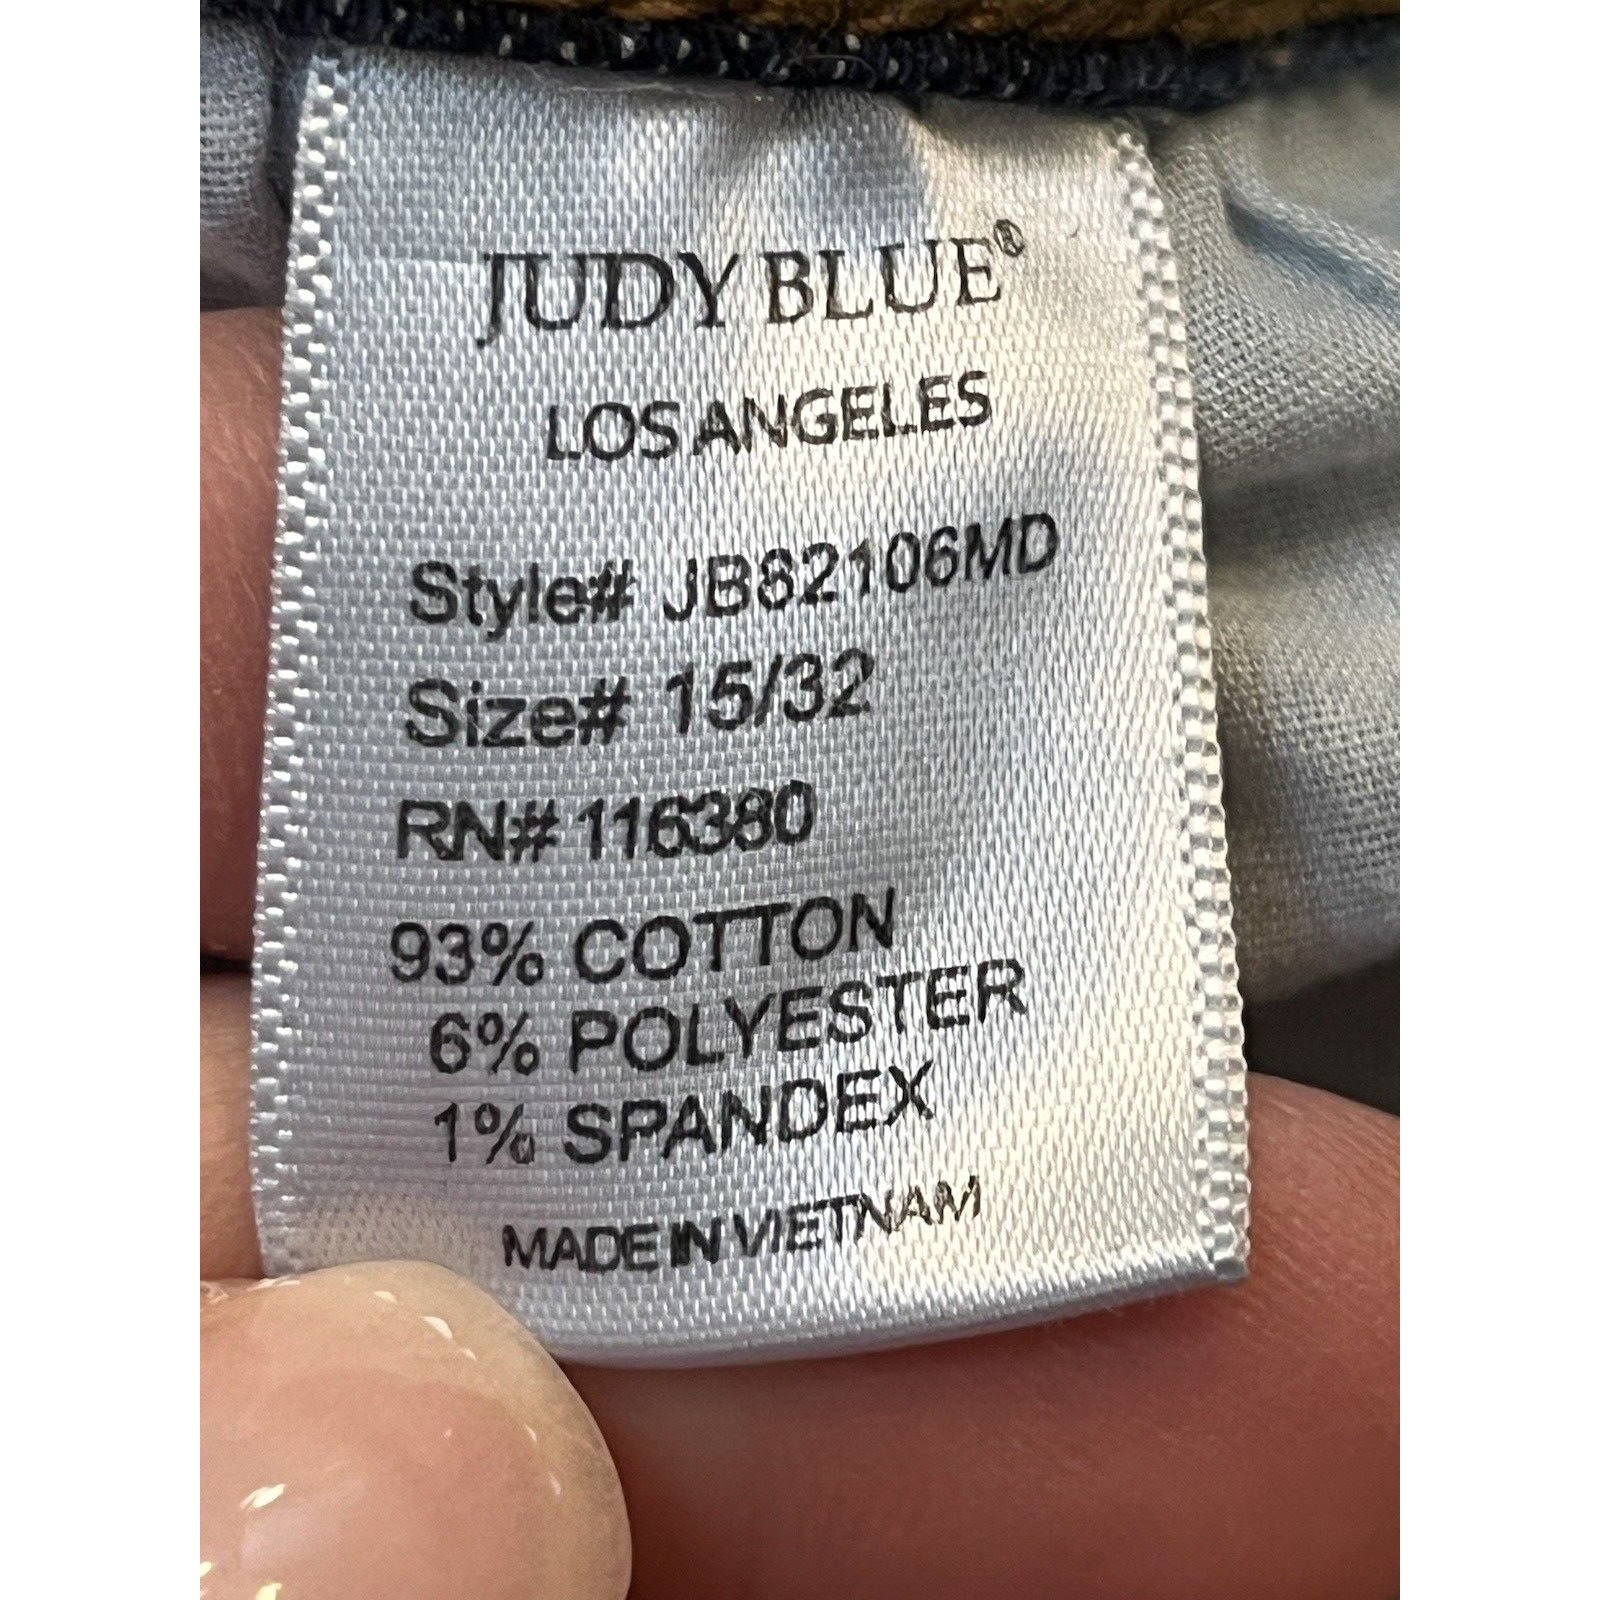 JUDY BLUE®
LOS ANGELES
Style# JB82106MD
Size# 15/32
RN# 116380
93% COTTON
6% POLYESTER
1% SPANDEX
MADE IN VIETNAM